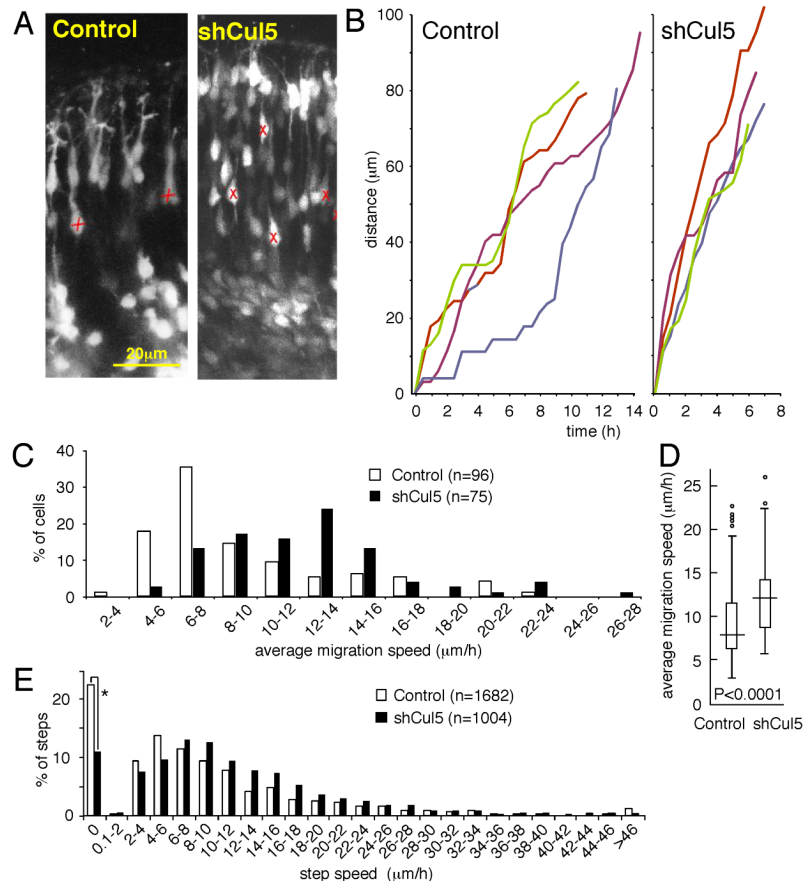 A
Control
shCul5
20µm
B
Control
shCul5
distance (µm)
100
80
60
40
20
0
0 2 4 6 8 10 12 14
0 2 4 6 8
time (h)
C
% of cells
40
30
20
10
0
Control (n=96)
shCul5 (n=75)
2-4 4-6 6-8 8-10 10-12 12-14 14-16 16-18 18-20 20-22 22-24 24-26 26-28
average migration speed (µm/h)
D
average migration speed (µm/h)
25
20
15
10
5
0
P<0.0001
Control shCul5
E
% of steps
20
10
0
*
Control (n=1682)
shCul5 (n=1004)
0 0.1-2 2-4 4-6 6-8 8-10 10-12 12-14 14-16 16-18 18-20 20-22 22-24 24-26 26-28 28-30 30-32 32-34 34-36 36-38 38-40 40-42 42-44 44-46 >46
step speed (µm/h)